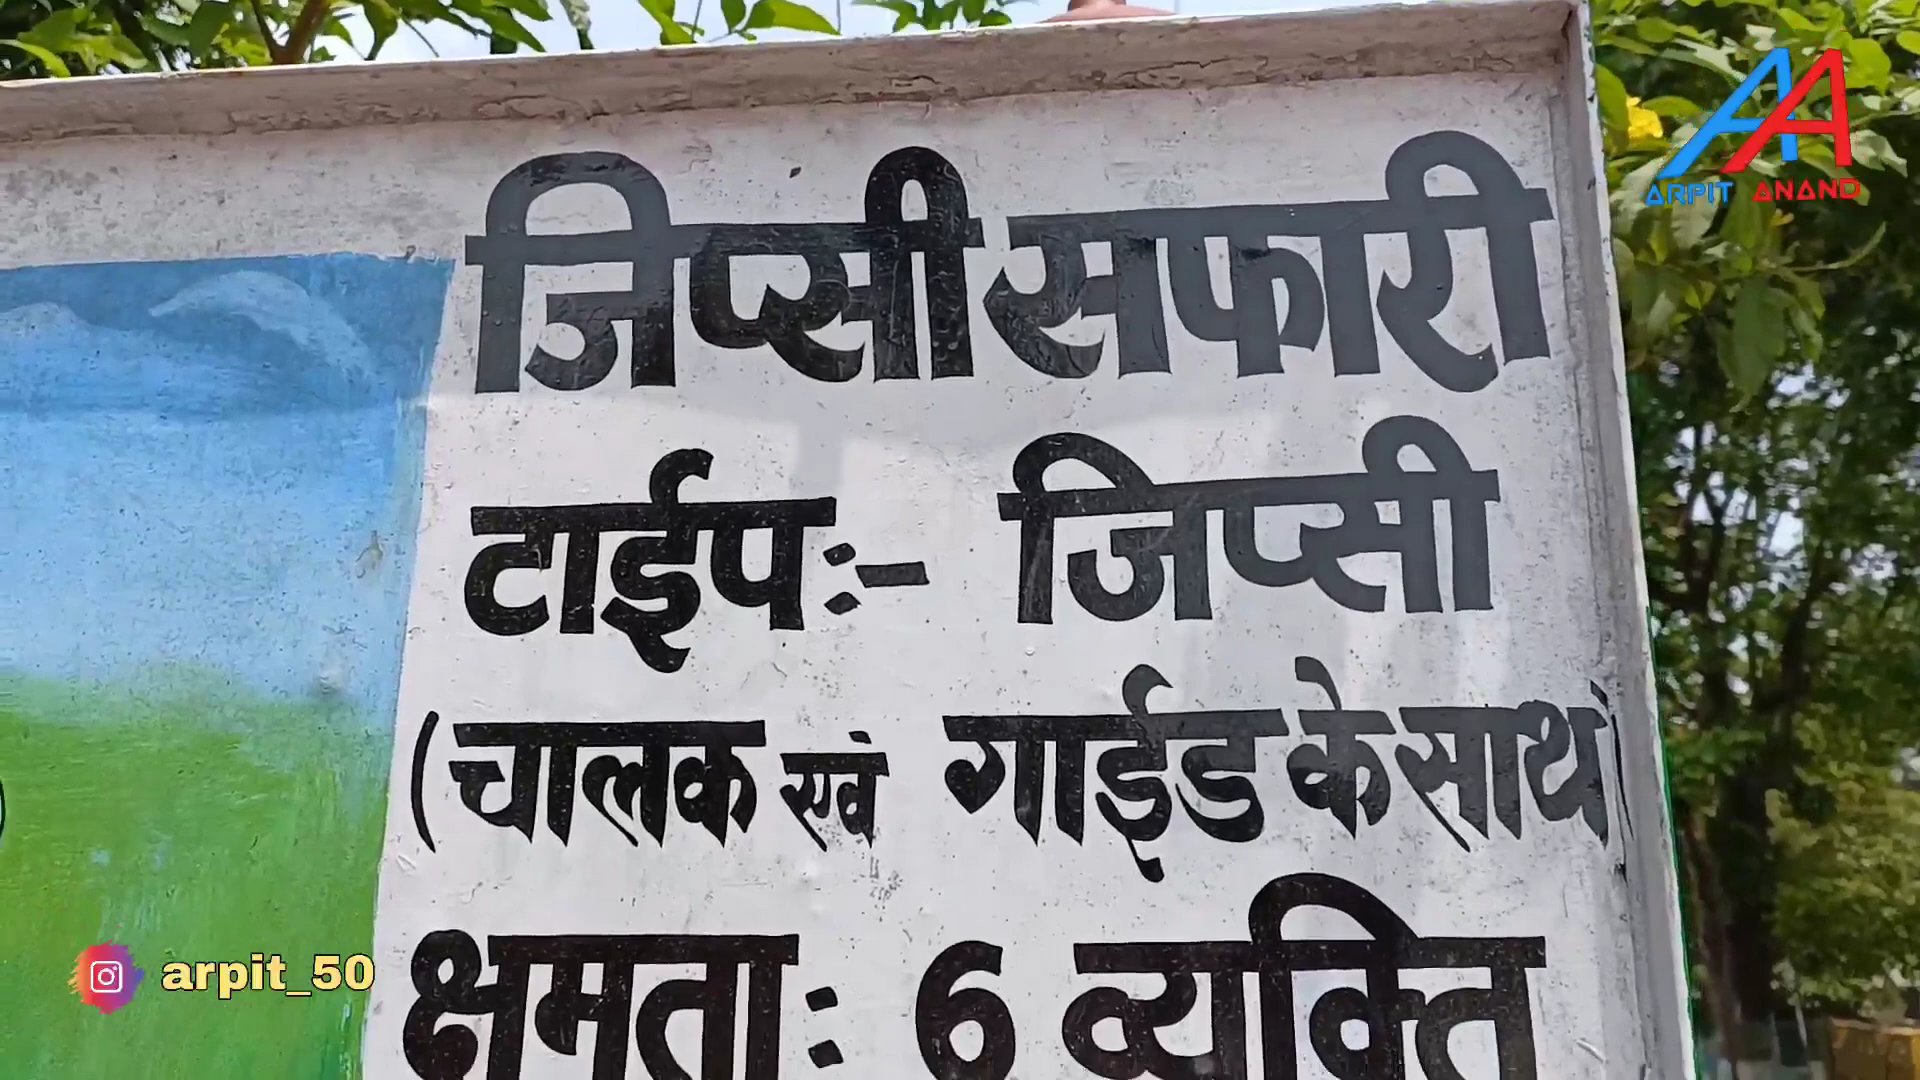 जिप्सी सफारी
टाईप:- जिप्सी
(चालक एवं गाईड के साथ)
क्षमता: 6 व्यक्ति
ARPIT ANAND
arpit_50